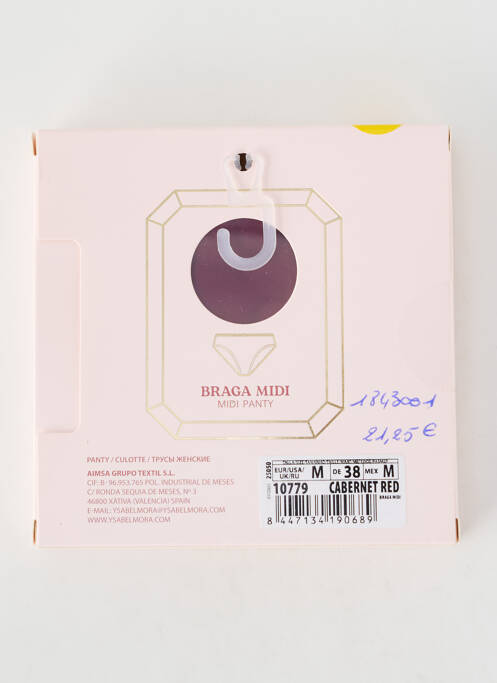 BRAGA MIDI
MIDI PANTY
1843001
21,25 €
PANTY / CULOTTE / ТРУСЫ ЖЕНСКИЕ
AIMSA GRUPO TEXTIL S.L.
CIF: B · 96.953.765 POL. INDUSTRIAL DE MESES
C/ RONDA SEQUIA DE MESES, Nº 3
46800 XÀTIVA (VALENCIA) SPAIN
E-MAIL: YSABELMORA@YSABELMORA.COM
WWW.YSABELMORA.COM
25050
EUR/USA/ UK/RU M DE 38 MEX M
10779 CABERNET RED
BRAGA MIDI
8 447134 190689